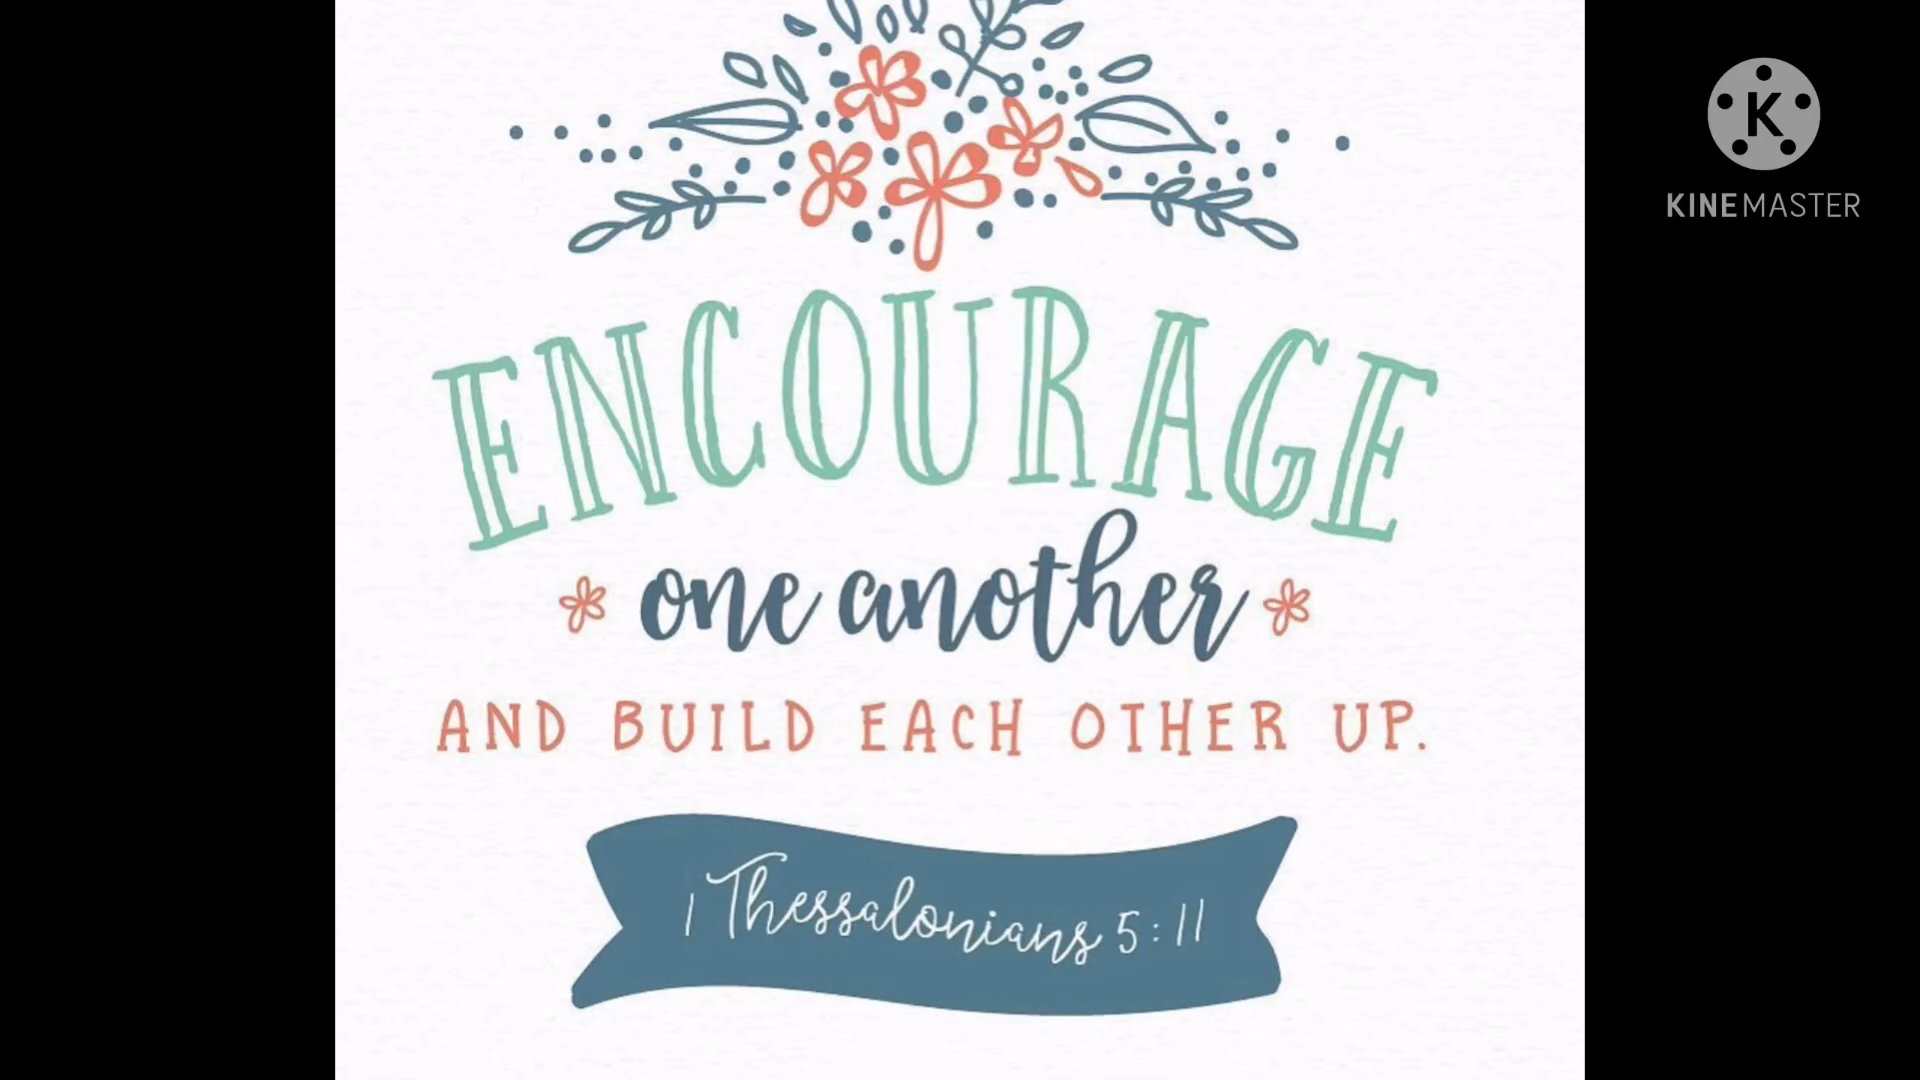 K
KINEMASTER
ENCOURAGE
one another
AND BUILD EACH OTHER UP.
1 Thessalonians 5:11